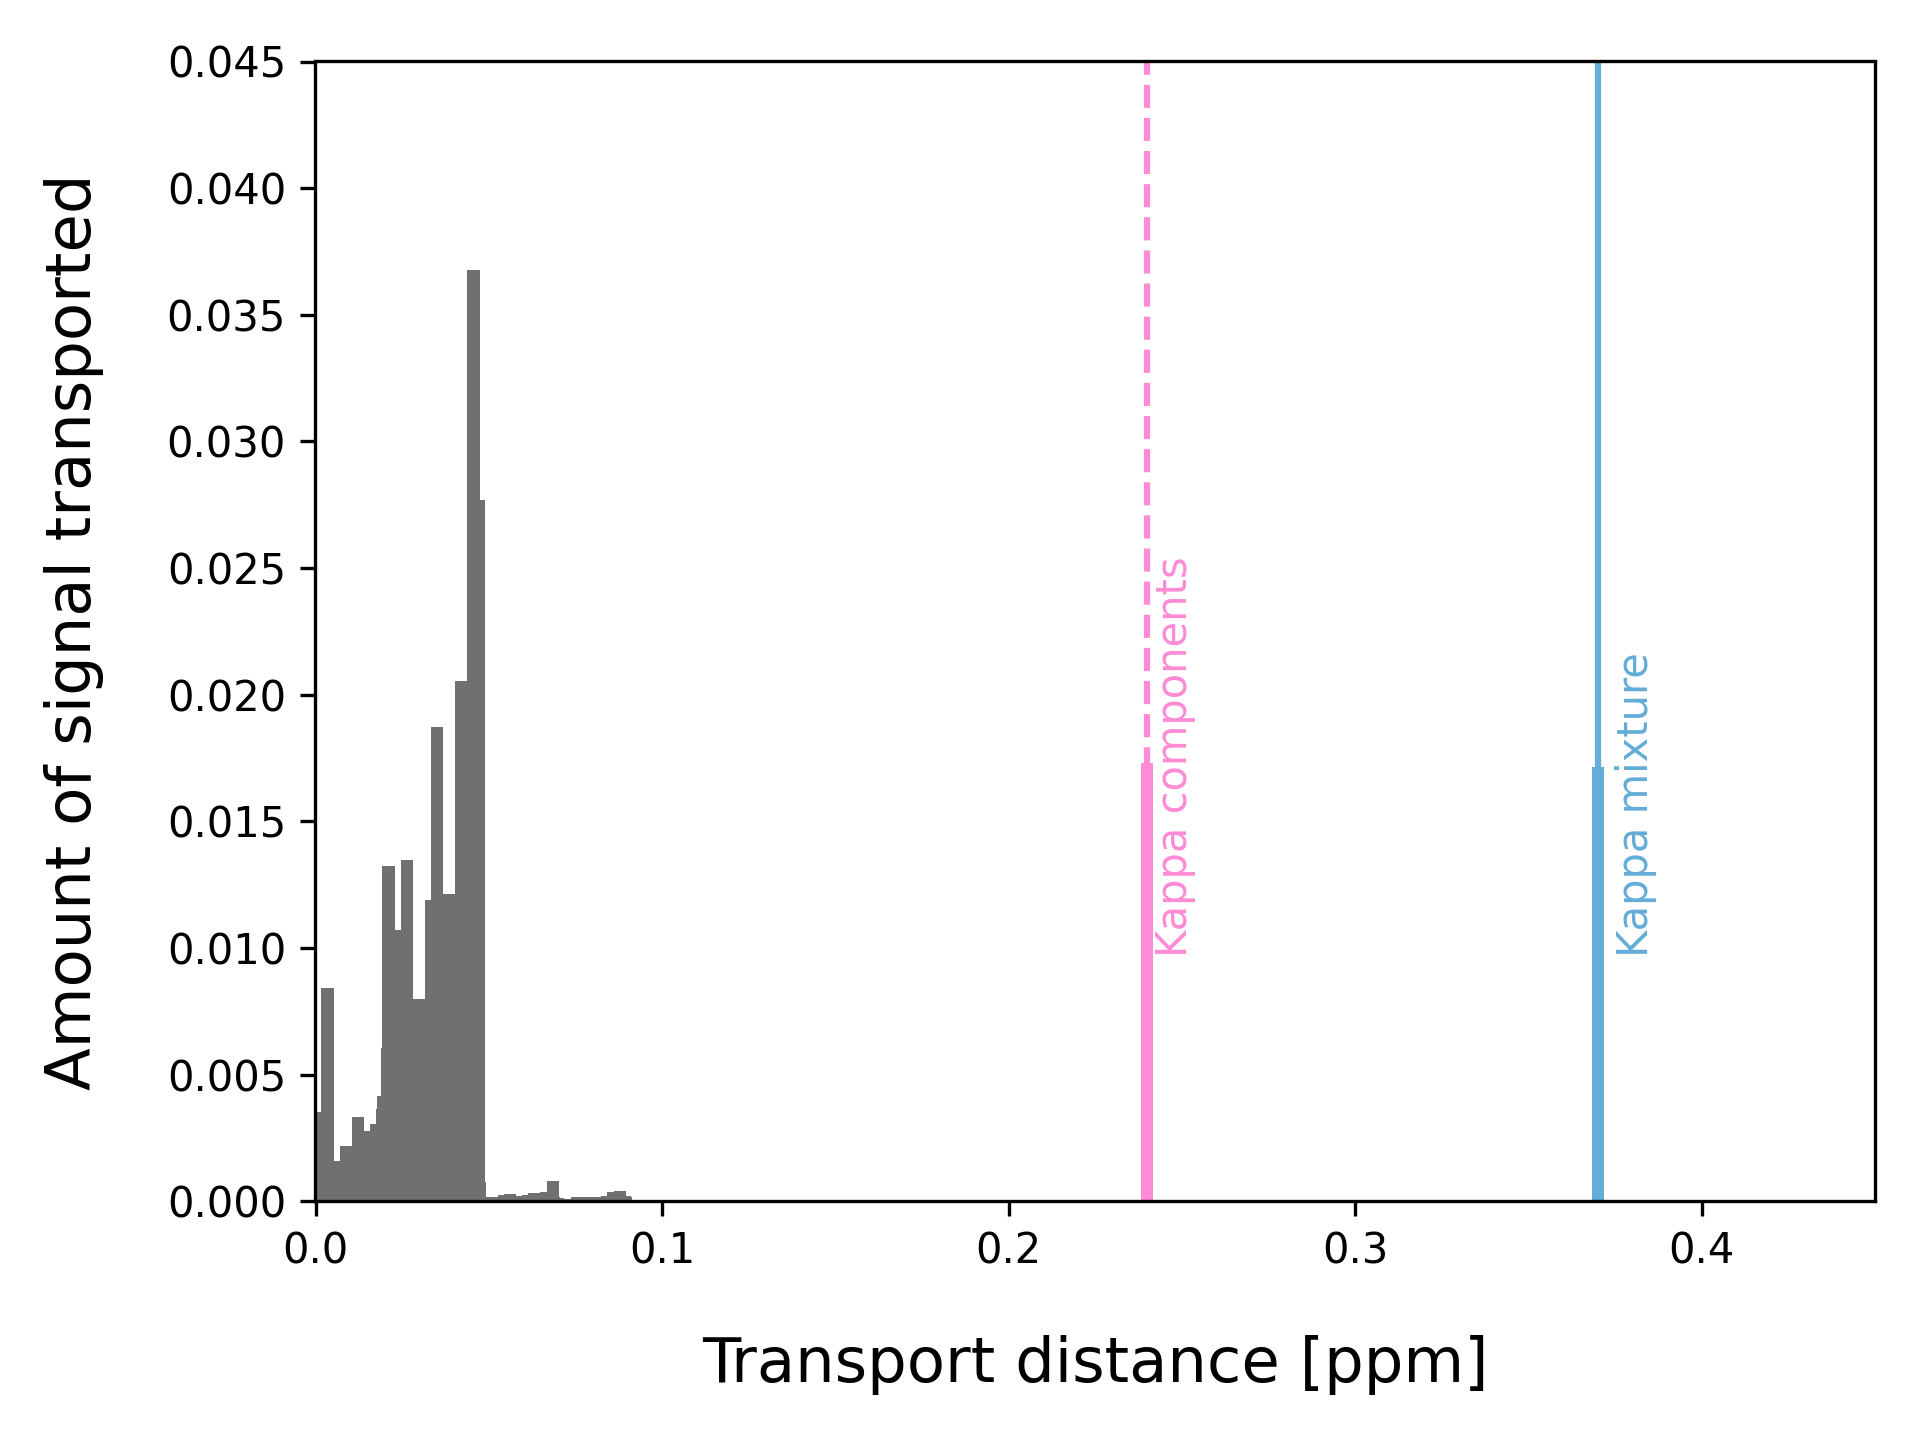 0.045
0.040
0.035
0.030
0.025
0.020
0.015
0.010
0.005
0.000
Amount of signal transported
Kappa components
Kappa mixture
0.0 0.1 0.2 0.3 0.4
Transport distance [ppm]